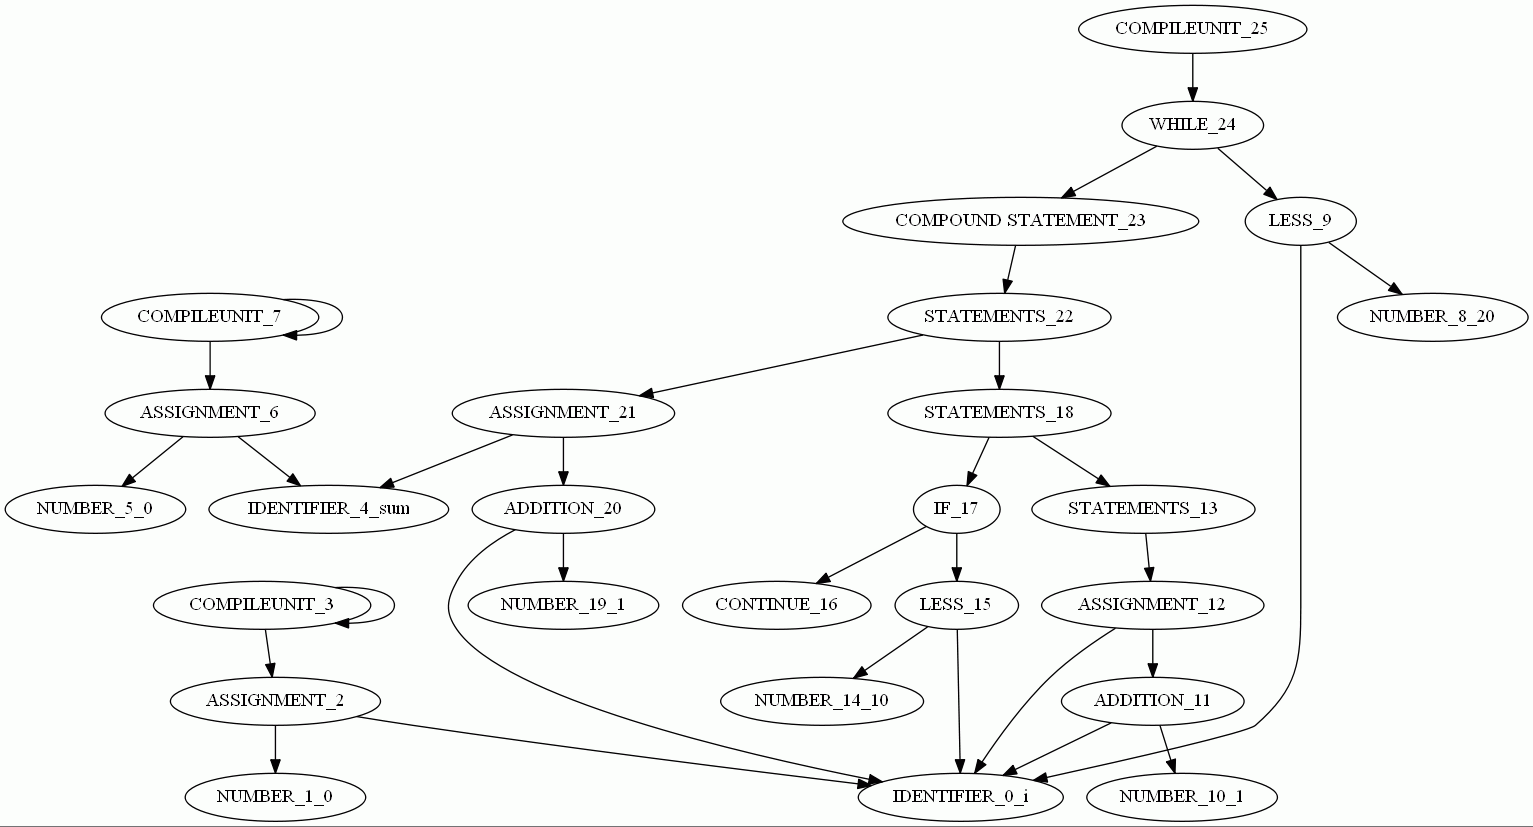 COMPILEUNIT_25
WHILE_24
COMPOUND STATEMENT_23
LESS_9
COMPILEUNIT_7
STATEMENTS_22
NUMBER_8_20
ASSIGNMENT_6
ASSIGNMENT_21
STATEMENTS_18
NUMBER_5_0
IDENTIFIER_4_sum
ADDITION_20
IF_17
STATEMENTS_13
COMPILEUNIT_3
NUMBER_19_1
CONTINUE_16
LESS_15
ASSIGNMENT_12
ASSIGNMENT_2
NUMBER_14_10
ADDITION_11
NUMBER_1_0
IDENTIFIER_0_i
NUMBER_10_1